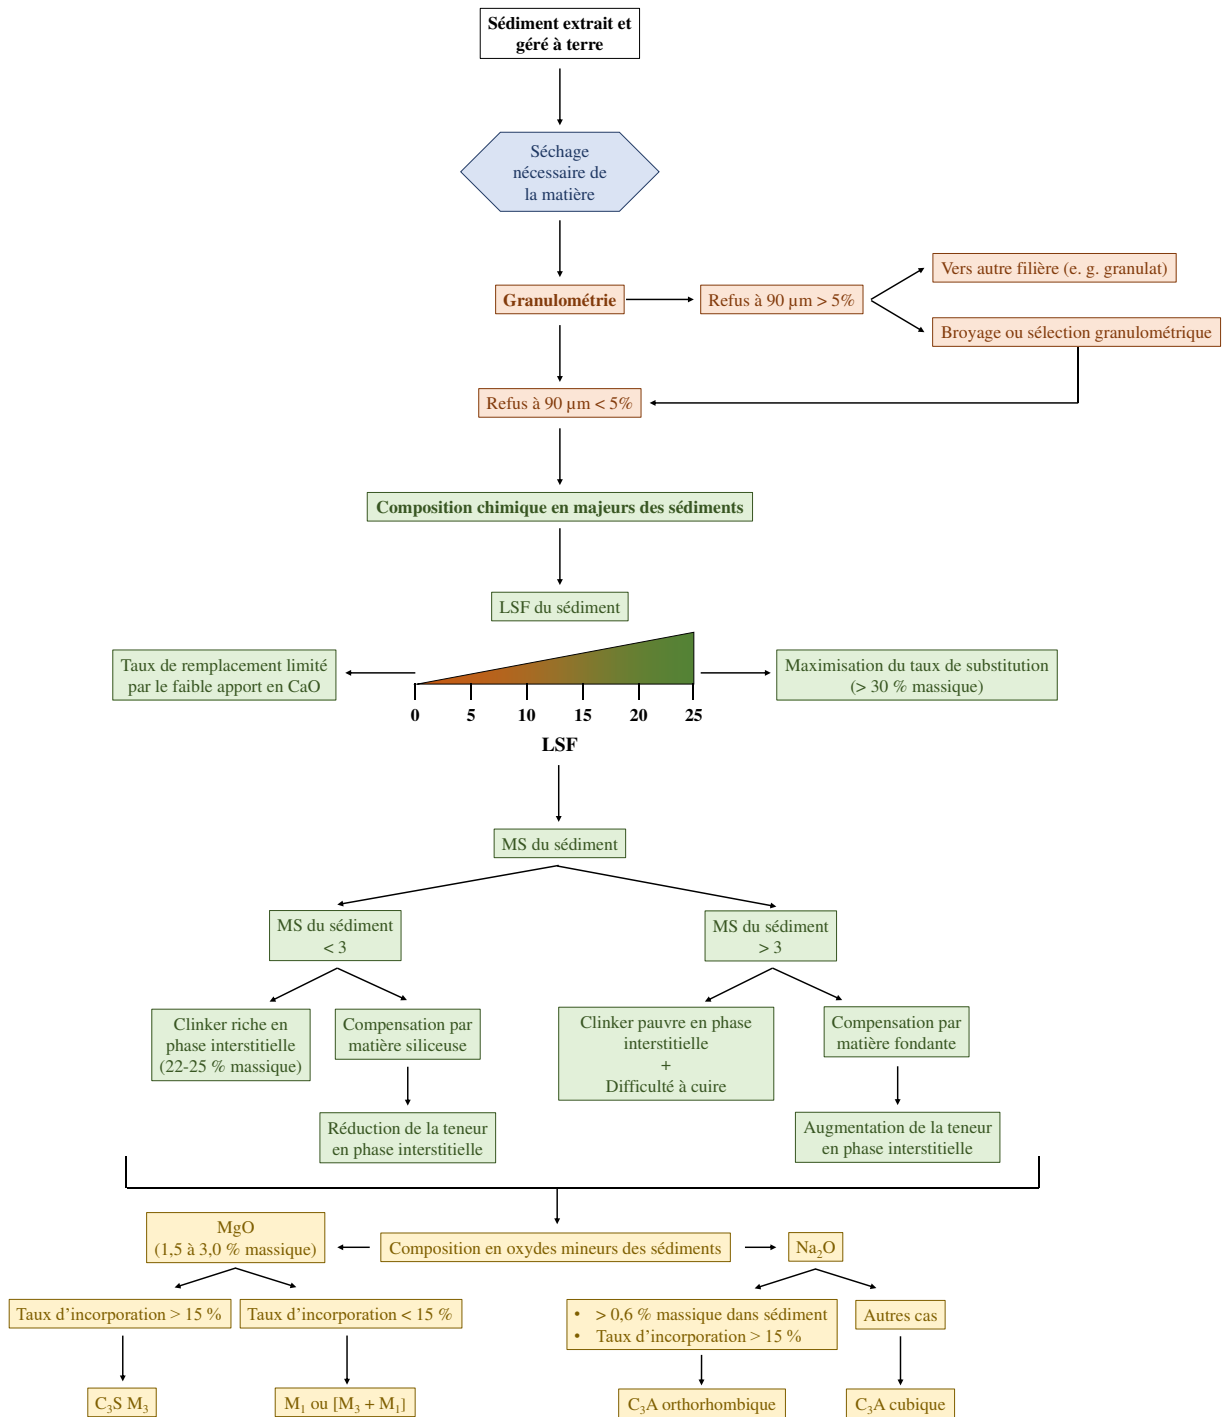 Sédiment extrait et
géré à terre
Séchage
nécessaire de
la matière
Granulométrie
Refus à 90 µm > 5%
Vers autre filière (e. g. granulat)
Broyage ou sélection granulométrique
Refus à 90 µm < 5%
Composition chimique en majeurs des sédiments
LSF du sédiment
Taux de remplacement limité
par le faible apport en CaO
Maximisation du taux de substitution
(> 30 % massique)
0 5 10 15 20 25
LSF
MS du sédiment
MS du sédiment
< 3
MS du sédiment
> 3
Clinker riche en
phase interstitielle
(22-25 % massique)
Compensation par
matière siliceuse
Clinker pauvre en phase
interstitielle
+
Difficulté à cuire
Compensation par
matière fondante
Réduction de la teneur
en phase interstitielle
Augmentation de la teneur
en phase interstitielle
MgO
(1,5 à 3,0 % massique)
Composition en oxydes mineurs des sédiments
Na₂O
Taux d’incorporation > 15 %
Taux d’incorporation < 15 %
• > 0,6 % massique dans sédiment
• Taux d’incorporation > 15 %
Autres cas
C₃S M₃
M₁ ou [M₃ + M₁]
C₃A orthorhombique
C₃A cubique